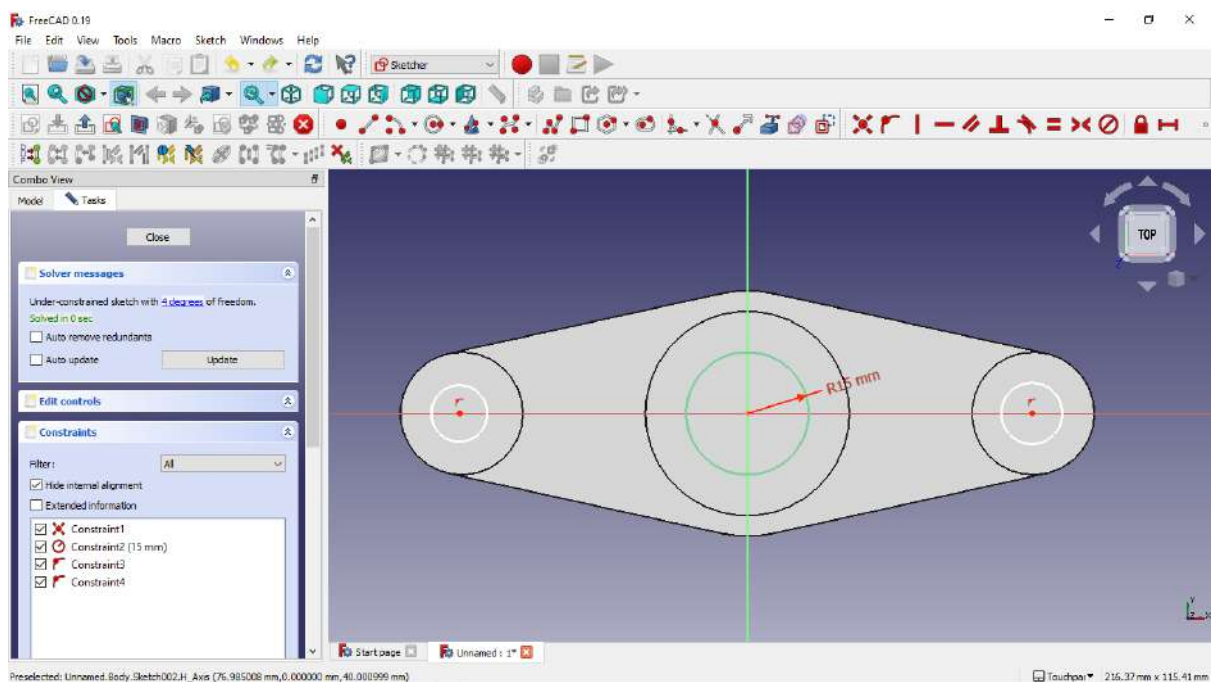 FreeCAD 0.19
File Edit View Tools Macro Sketch Windows Help
Sketcher
Combo View
Model Tasks
Close
Solver messages
Under-constrained sketch with 4 degrees of freedom.
Solved in 0 sec
Auto remove redundants
Auto update Update
Edit controls
Constraints
Filter: All
Hide internal alignment
Extended information
Constraint1
Constraint2 (15 mm)
Constraint3
Constraint4
TOP
Z
R15 mm
Y
Z X
Start page Unnamed : 1*
Preselected: Unnamed.Body.Sketch002.H_Axis (76.985008 mm,0.000000 mm,40.000999 mm) Touchpar 216.37 mm x 115.41 mm